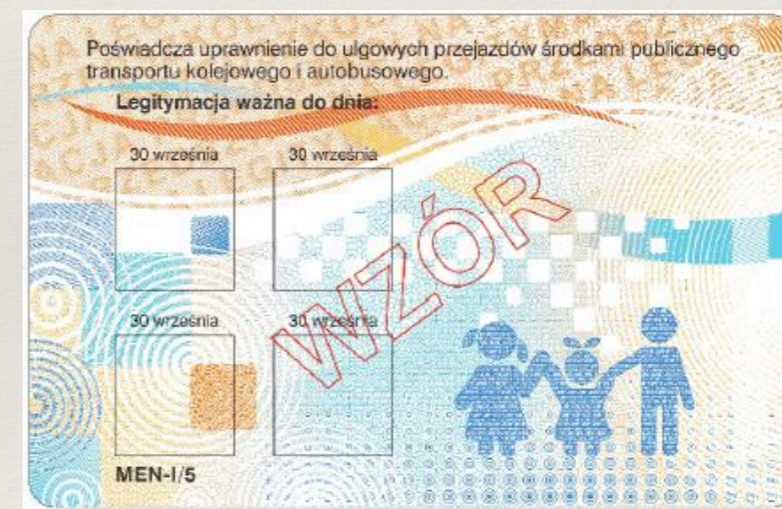 Poświadcza uprawnienie do ulgowych przejazdów środkami publicznego
transportu kolejowego i autobusowego.
Legitymacja ważna do dnia:
30 września 30 września
WZÓR
30 września 30 września
MEN-I/5